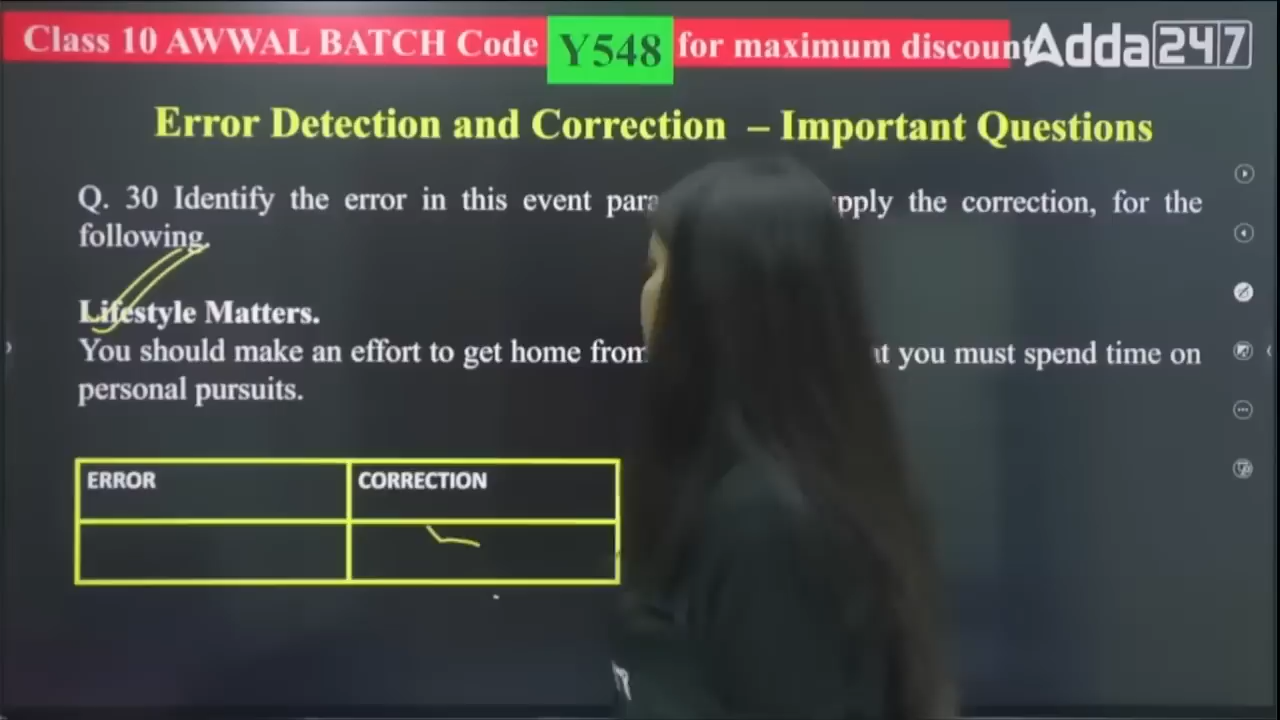 Class 10 AWWAL BATCH Code Y548 for maximum discount
Adda247
Error Detection and Correction – Important Questions
Q. 30 Identify the error in this event the correction, for the
following.
Lifestyle Matters.
You should make an effort to get home from you must spend time on
personal pursuits.
ERROR CORRECTION